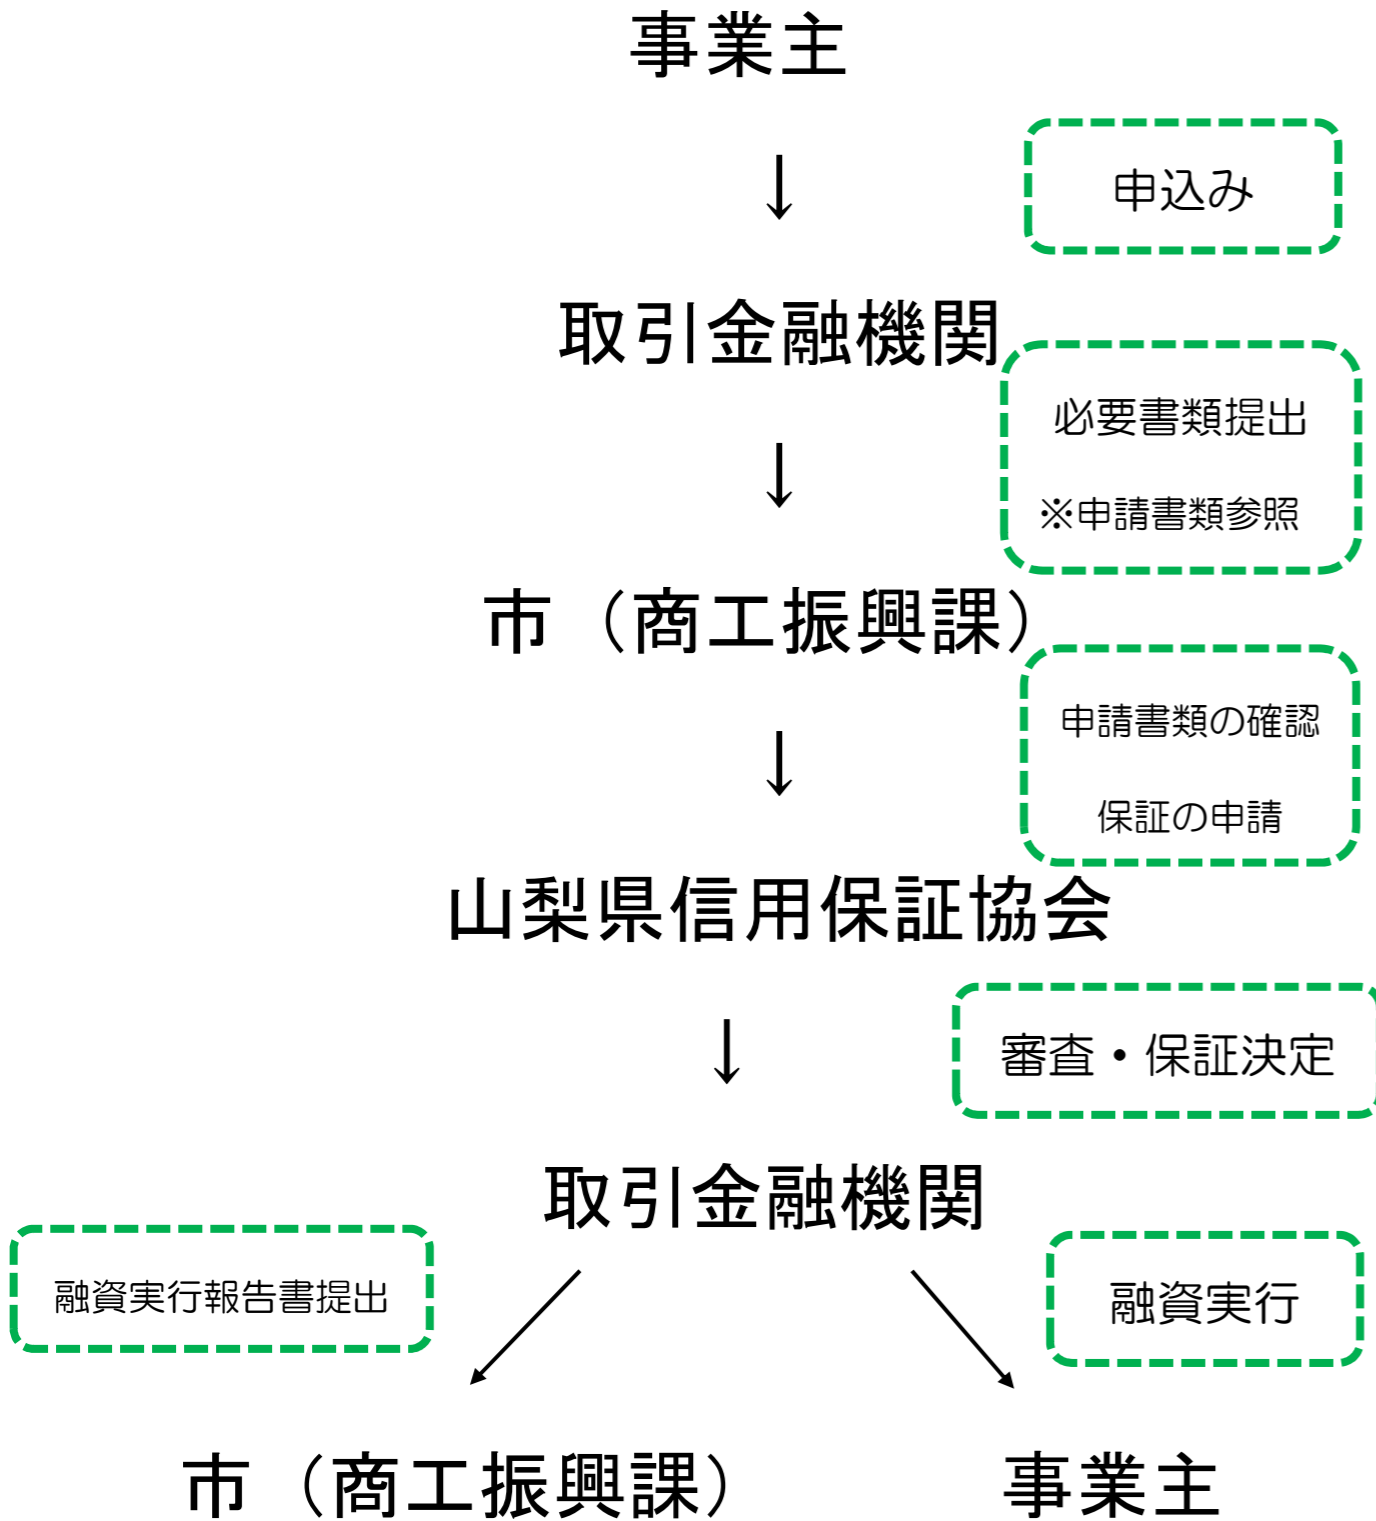 事業主
↓
申込み
取引金融機関
↓
必要書類提出
※申請書類参照
市（商工振興課）
↓
申請書類の確認
保証の申請
山梨県信用保証協会
↓
審査・保証決定
取引金融機関
融資実行報告書提出
融資実行
市（商工振興課）
事業主